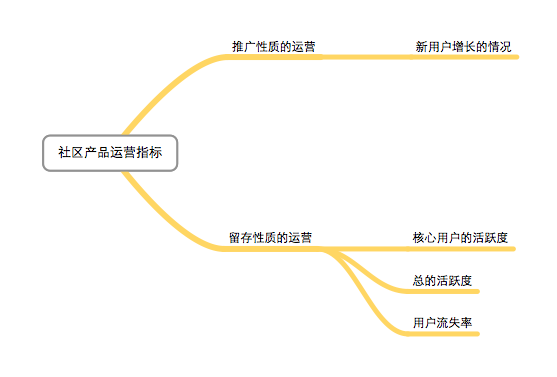 推广性质的运营
新用户增长的情况
社区产品运营指标
留存性质的运营
核心用户的活跃度
总的活跃度
用户流失率